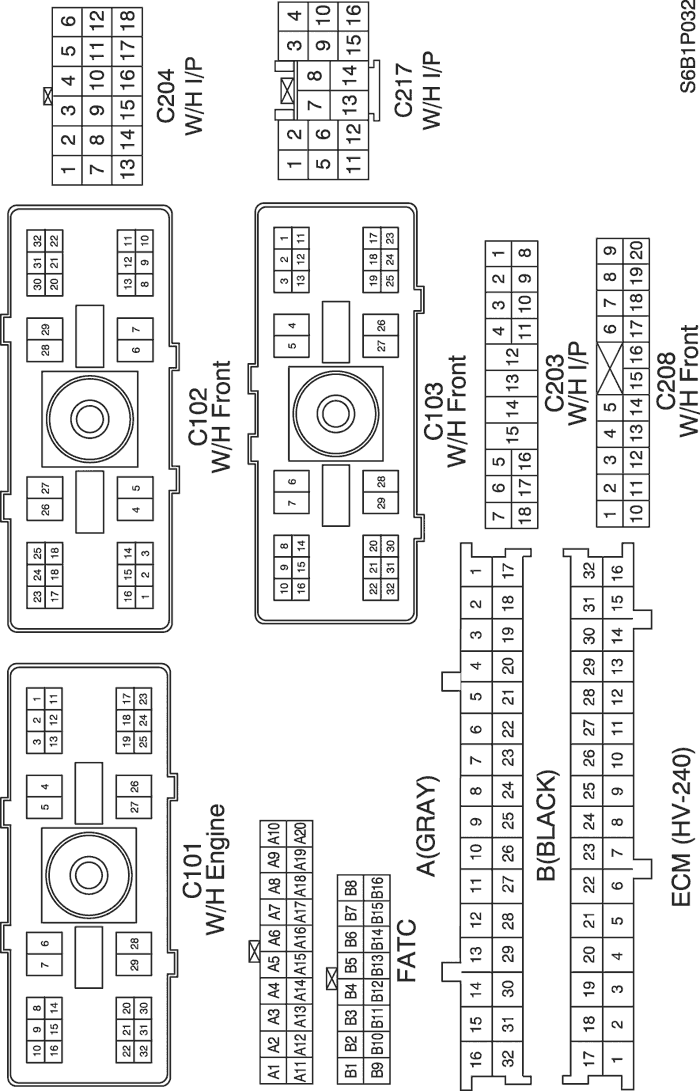 10 9 8 7 6 5 4 3 2 1
16 15 14 13 12 11
22 21 20 29 28 27 26 19 18 17
32 31 30 25 24 23
C101
W/H Engine
23 24 25 26 27 28 29 30 31 32
17 18 18 20 21 22
16 15 14 4 5 6 7 13 12 11
1 2 3 8 9 10
C102
W/H Front
1 2 3 4 5 6
7 8 9 10 11 12
13 14 15 16 17 18
C204
W/H I/P
A1 A2 A3 A4 A5 A6 A7 A8 A9 A10
A11 A12 A13 A14 A15 A16 A17 A18 A19 A20
B1 B2 B3 B4 B5 B6 B7 B8
B9 B10 B11 B12 B13 B14 B15 B16
FATC
10 9 8 7 6 5 4 3 2 1
16 15 14 13 12 11
22 21 20 29 28 27 26 19 18 17
32 31 30 25 24 23
C103
W/H Front
1 2 3 4
7 8
5 6 9 10
13 14
11 12 15 16
C217
W/H I/P
A(GRAY)
16 15 14 13 12 11 10 9 8 7 6 5 4 3 2 1
32 31 30 29 28 27 26 25 24 23 22 21 20 19 18 17
B(BLACK)
17 18 19 20 21 22 23 24 25 26 27 28 29 30 31 32
1 2 3 4 5 6 7 8 9 10 11 12 13 14 15 16
ECM (HV-240)
7 6 5 15 14 13 12 4 3 2 1
18 17 16 11 10 9 8
C203
W/H I/P
1 2 3 4 5 6 7 8 9
10 11 12 13 14 15 16 17 18 19 20
C208
W/H Front
S6B1P032